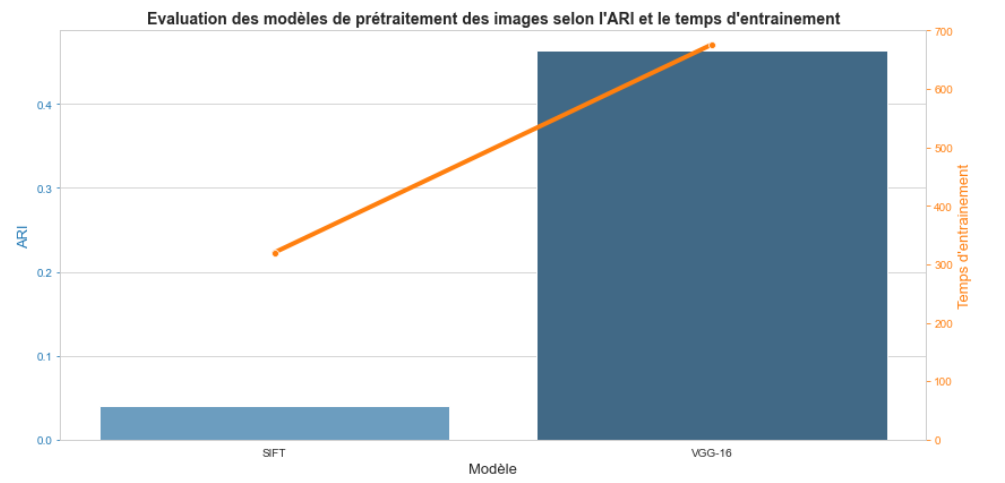 Evaluation des modèles de prétraitement des images selon l'ARI et le temps d'entrainement
ARI
0.4
0.3
0.2
0.1
0.0
700
600
500
400
300
200
100
0
Temps d'entrainement
SIFT
VGG-16
Modèle